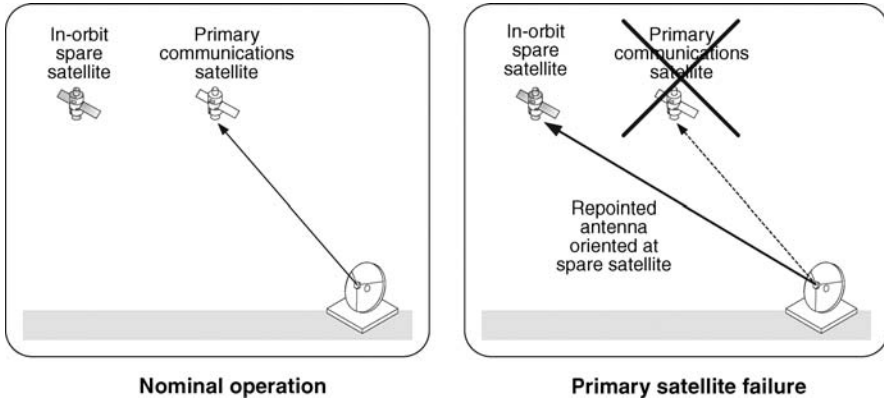 In-orbit
spare
satellite
Primary
communications
satellite
Nominal operation
In-orbit
spare
satellite
Primary
communications
satellite
Repointed
antenna
oriented at
spare satellite
Primary satellite failure